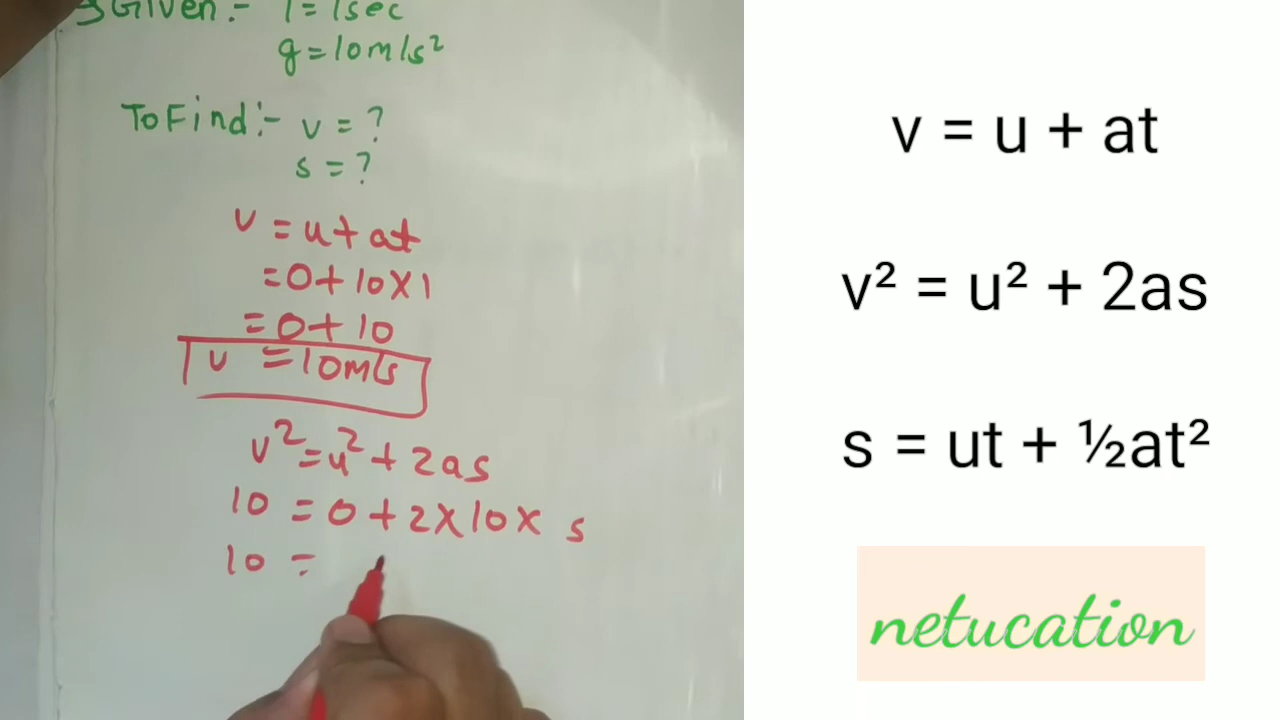 Given:- T=1sec
g=10m/s²
To Find:- v = ?
s = ?
v = u + at
=0+10×1
=0+10
v =10m/s
v²=u²+2as
10 = 0+2×10× s
10 =
v = u + at
v² = u² + 2as
s = ut + ½at²
netucation